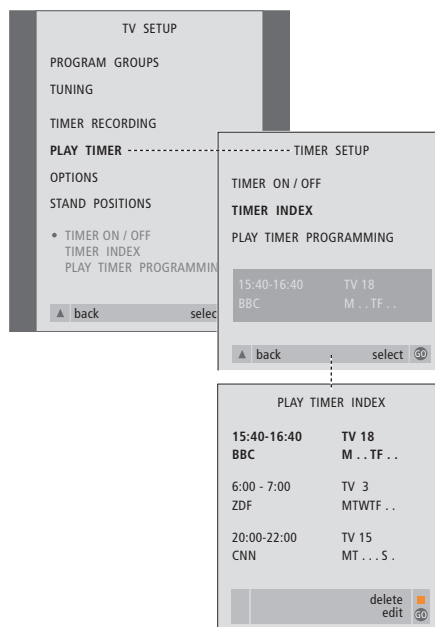 TV SETUP
PROGRAM GROUPS
TUNING
TIMER RECORDING
PLAY TIMER
OPTIONS
STAND POSITIONS
• TIMER ON / OFF
TIMER INDEX
PLAY TIMER PROGRAMMIN
▲ back selec
TIMER SETUP
TIMER ON / OFF
TIMER INDEX
PLAY TIMER PROGRAMMING
15:40-16:40 TV 18
BBC M . . TF . .
▲ back select GO
PLAY TIMER INDEX
15:40-16:40 TV 18
BBC M . . TF . .
6:00 - 7:00 TV 3
ZDF MTWTF . .
20:00-22:00 TV 15
CNN MT . . . S .
delete
edit GO